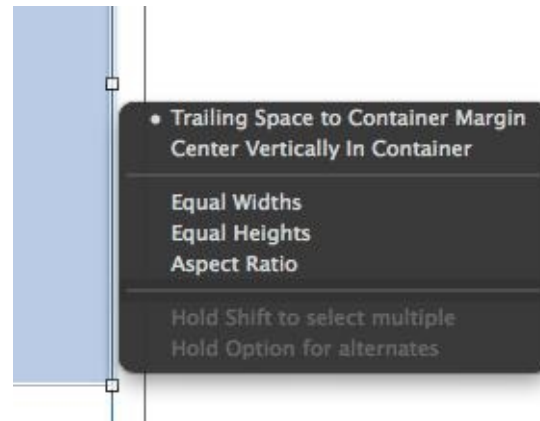 Trailing Space to Container Margin
Center Vertically In Container
Equal Widths
Equal Heights
Aspect Ratio
Hold Shift to select multiple
Hold Option for alternates